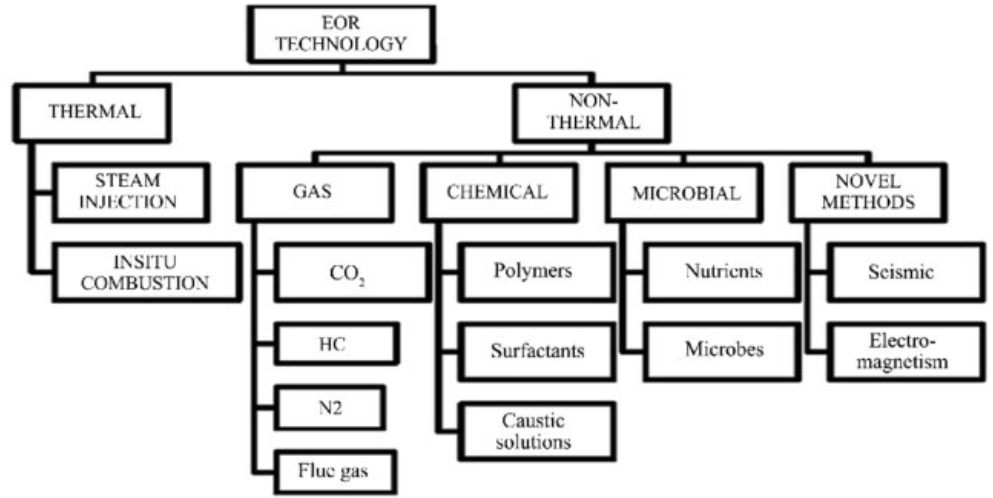 EOR
TECHNOLOGY
THERMAL
NON-
THERMAL
STEAM
INJECTION
INSITU
COMBUSTION
GAS
CHEMICAL
MICROBIAL
NOVEL
METHODS
CO₂
HC
N2
Flue gas
Polymers
Surfactants
Caustic
solutions
Nutrients
Microbes
Seismic
Electro-
magnetism